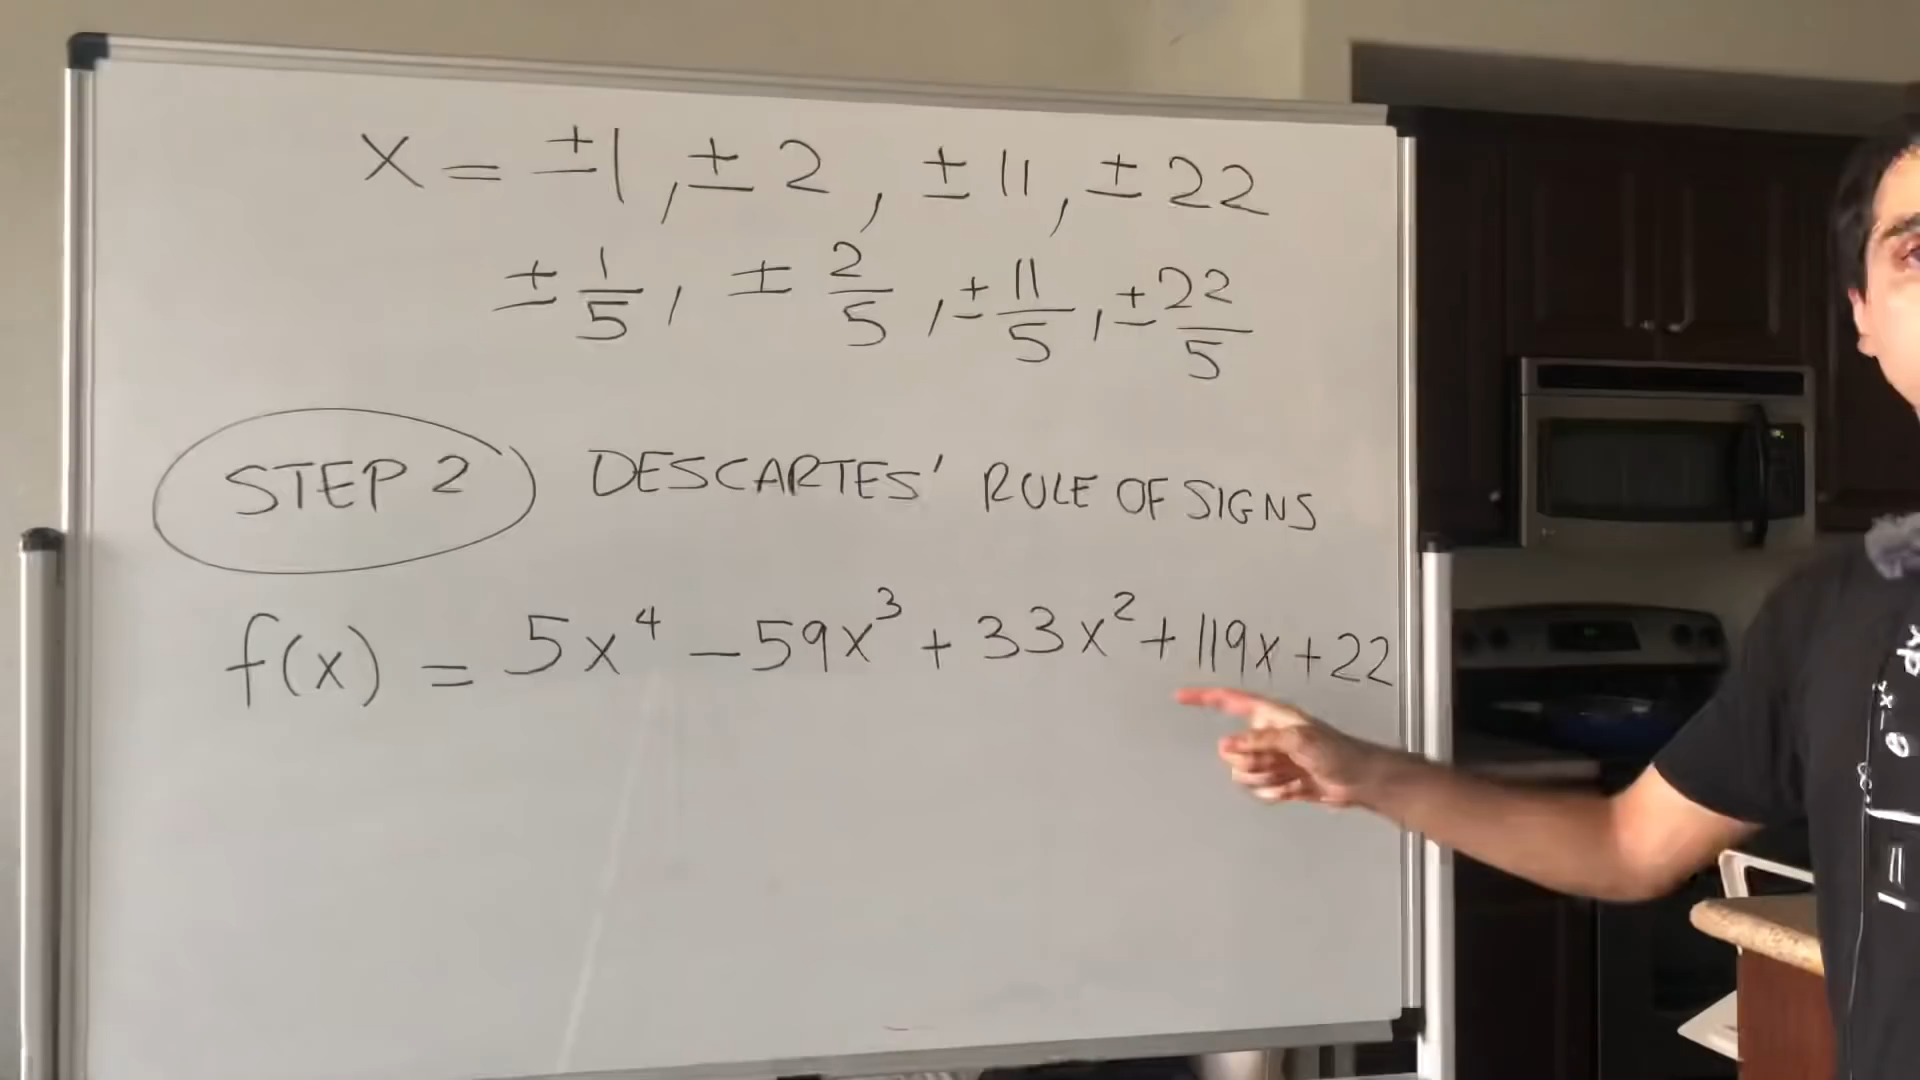 x = ±1, ±2, ±11, ±22
±1/5, ±2/5, ±11/5, ±22/5
STEP 2 DESCARTES' RULE OF SIGNS
f(x) = 5x⁴ - 59x³ + 33x² + 119x + 22